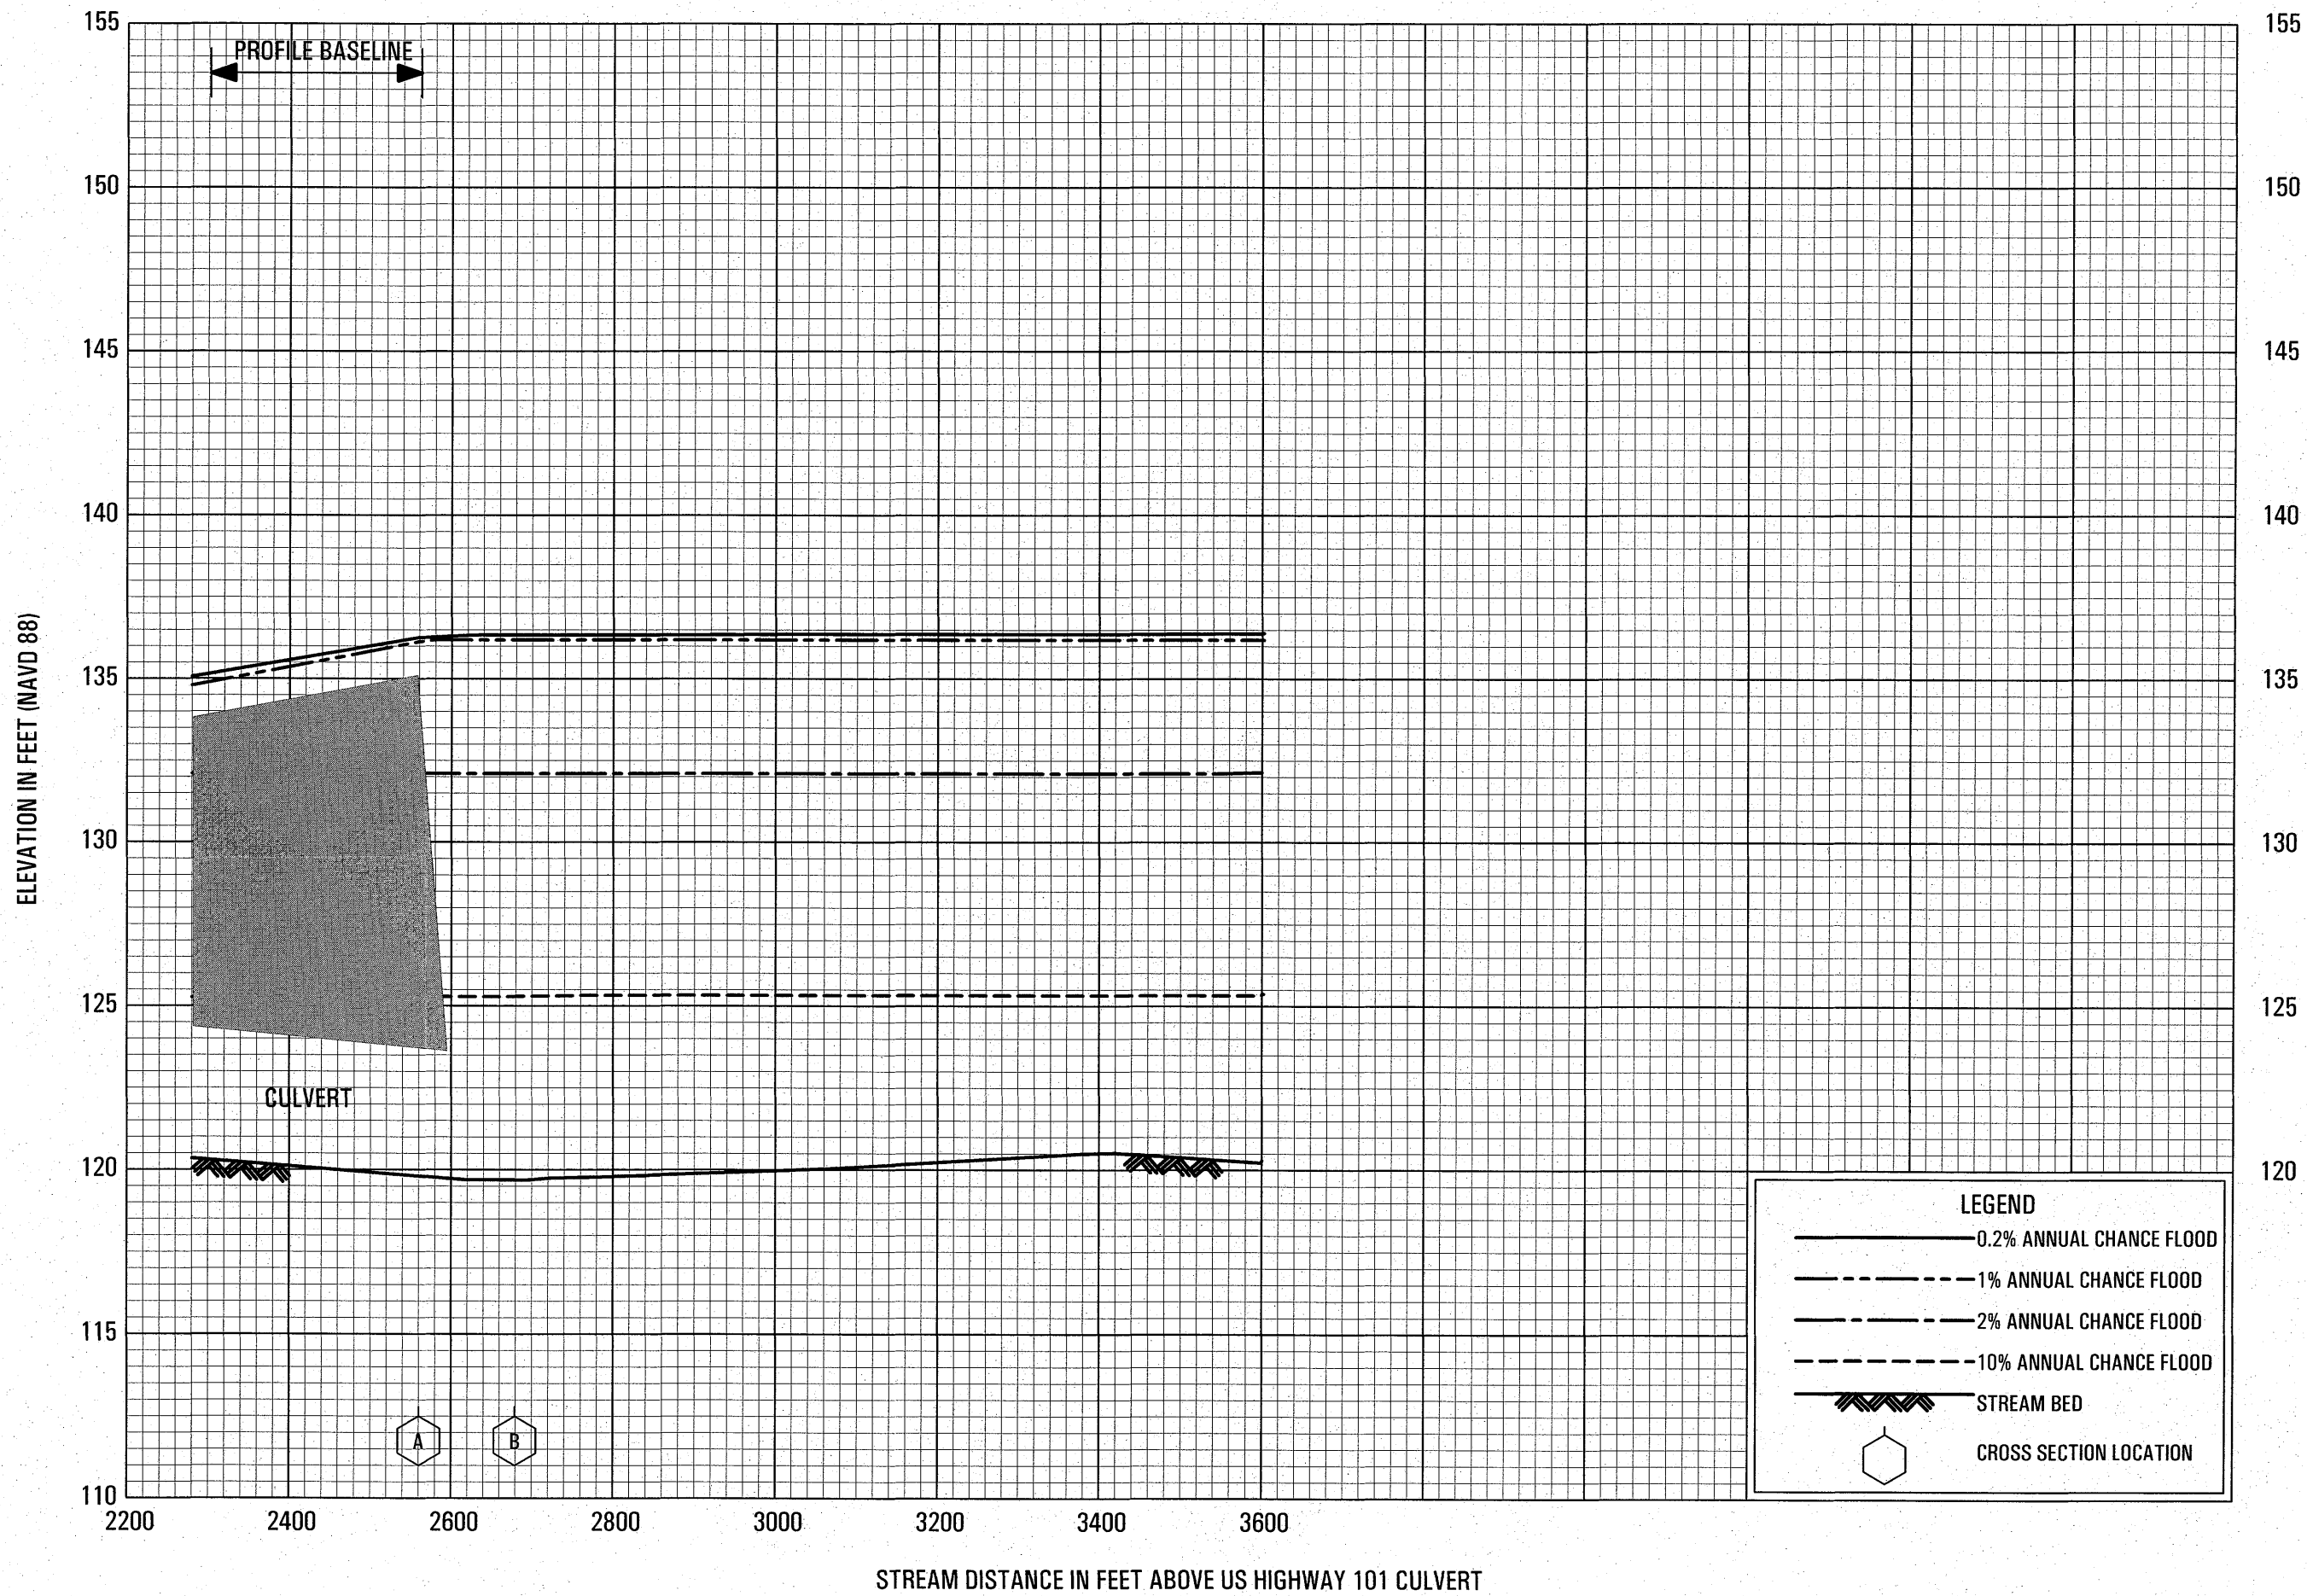 155
155
PROFILE BASELINE
150
150
145
145
140
140
135
135
130
130
125
125
120
120
115
110
ELEVATION IN FEET (NAVD 88)
CULVERT
A
B
LEGEND
0.2% ANNUAL CHANCE FLOOD
1% ANNUAL CHANCE FLOOD
2% ANNUAL CHANCE FLOOD
10% ANNUAL CHANCE FLOOD
STREAM BED
CROSS SECTION LOCATION
2200
2400
2600
2800
3000
3200
3400
3600
STREAM DISTANCE IN FEET ABOVE US HIGHWAY 101 CULVERT